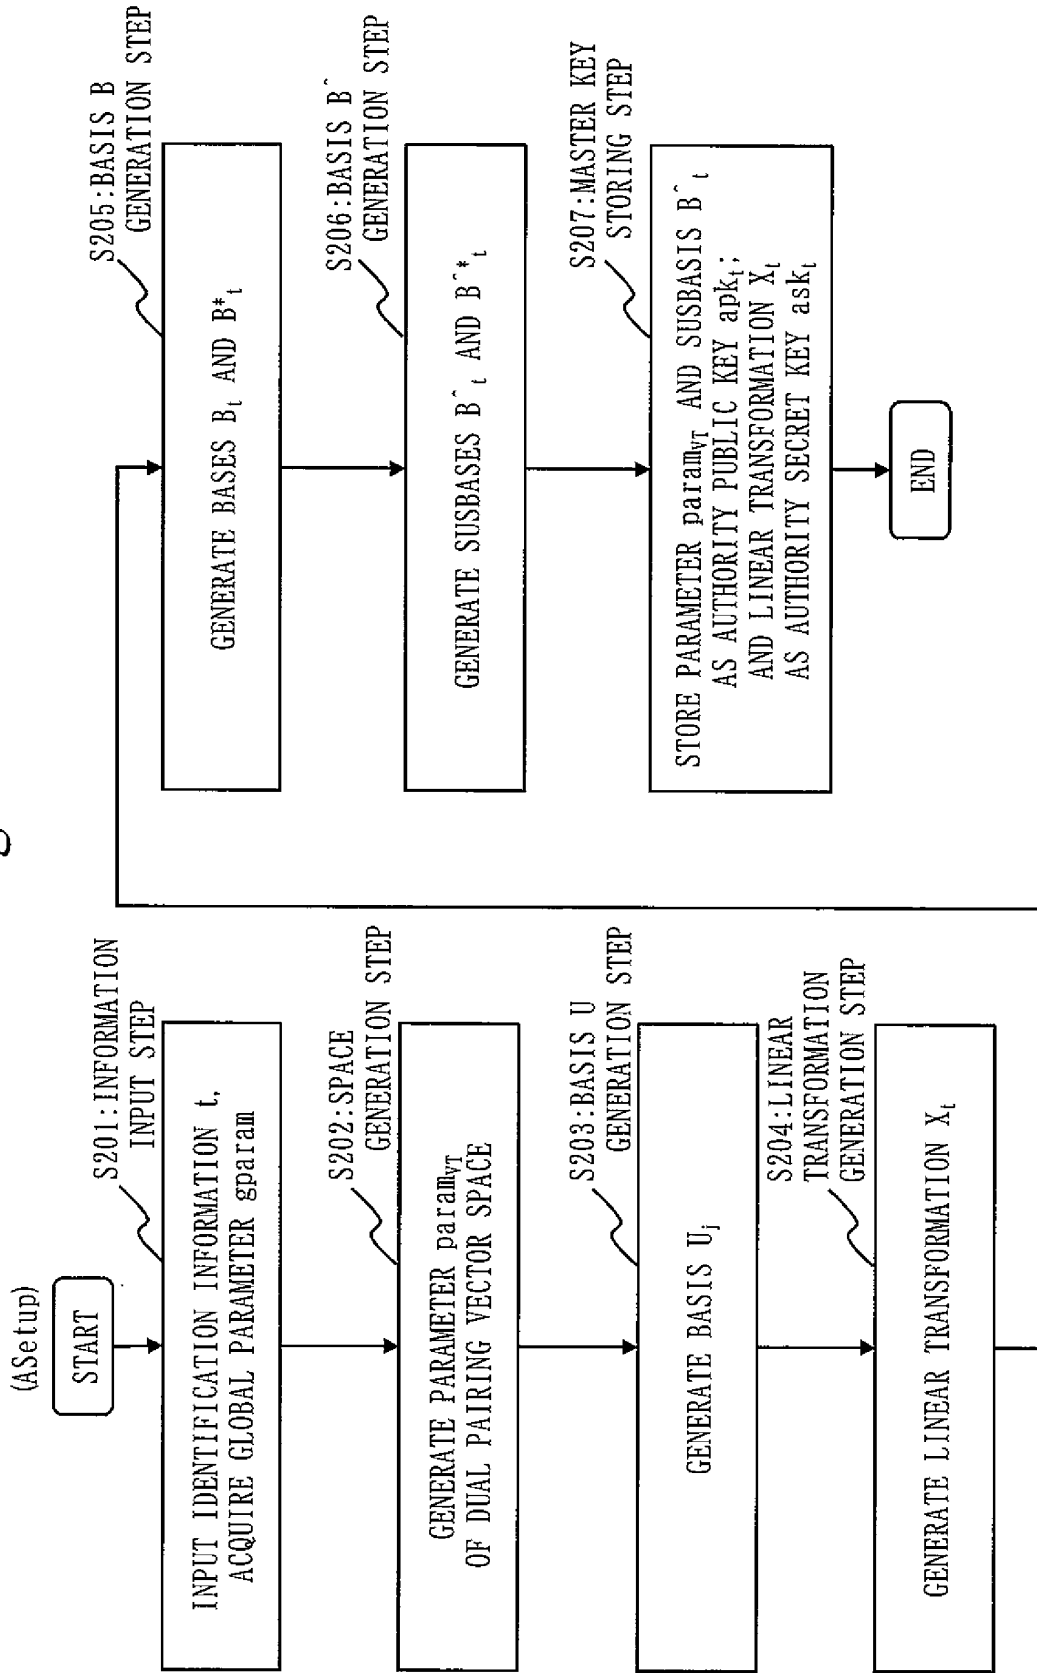 (ASetup)
START
S201:INFORMATION
INPUT STEP
INPUT IDENTIFICATION INFORMATION t,
ACQUIRE GLOBAL PARAMETER gparam
S202:SPACE
GENERATION STEP
GENERATE PARAMETER paramVT
OF DUAL PAIRING VECTOR SPACE
S203:BASIS U
GENERATION STEP
GENERATE BASIS Uj
S204:LINEAR
TRANSFORMATION
GENERATION STEP
GENERATE LINEAR TRANSFORMATION Xt
S205:BASIS B
GENERATION STEP
GENERATE BASES Bt AND B*t
S206:BASIS B^
GENERATION STEP
GENERATE SUSBASES B^t AND B^*t
S207:MASTER KEY
STORING STEP
STORE PARAMETER paramVT AND SUSBASIS B^t
AS AUTHORITY PUBLIC KEY apkt;
AND LINEAR TRANSFORMATION Xt
AS AUTHORITY SECRET KEY askt
END